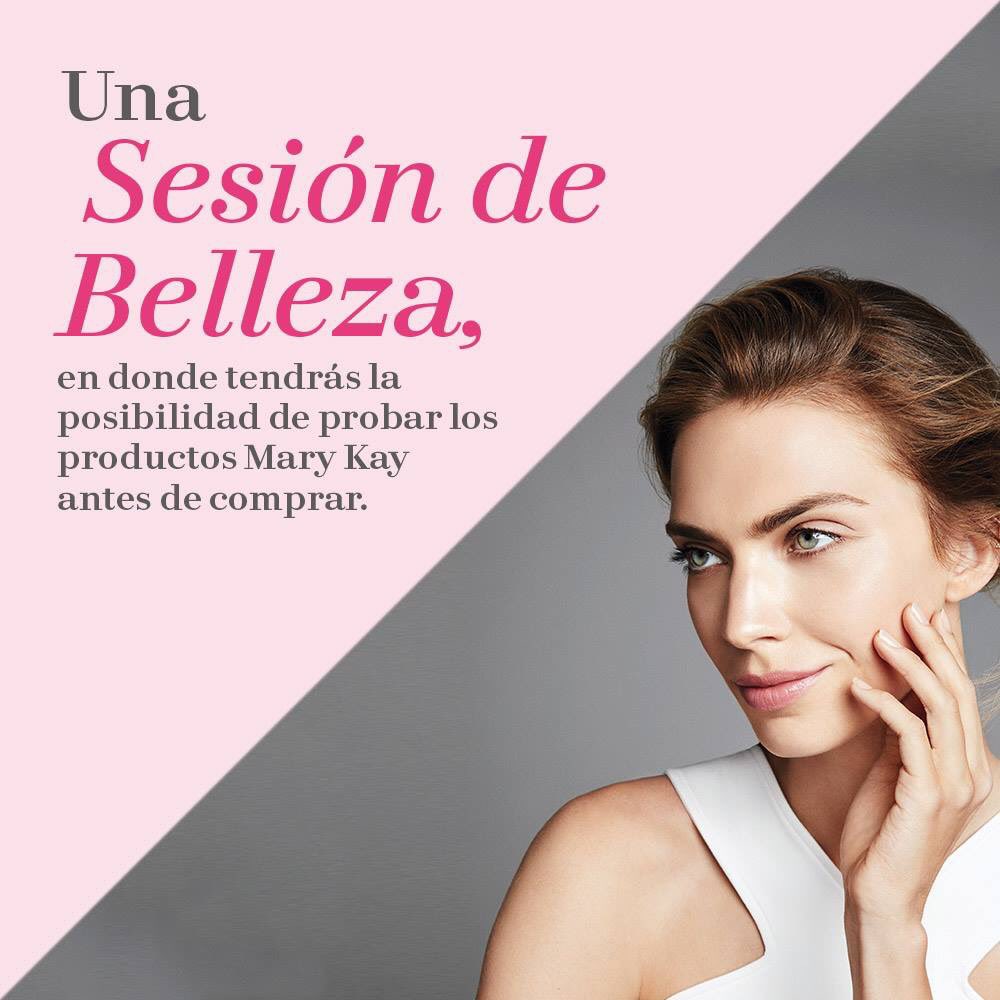 Una
Sesión de
Belleza,
en donde tendrás la
posibilidad de probar los
productos Mary Kay
antes de comprar.